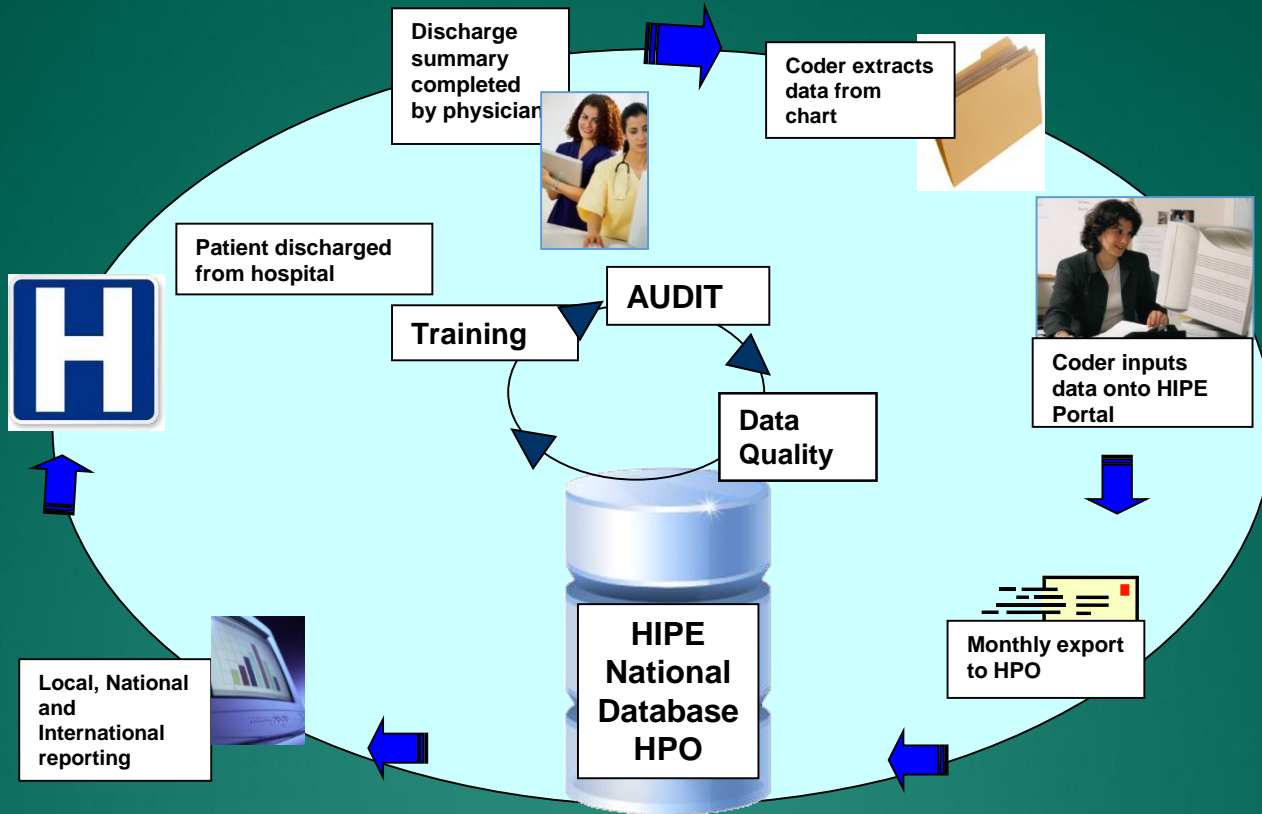 Discharge
summary
completed
by physician
Coder extracts
data from
chart
Patient discharged
from hospital
H
AUDIT
Training
Data
Quality
Coder inputs
data onto HIPE
Portal
HIPE
National
Database
HPO
Monthly export
to HPO
Local, National
and
International
reporting